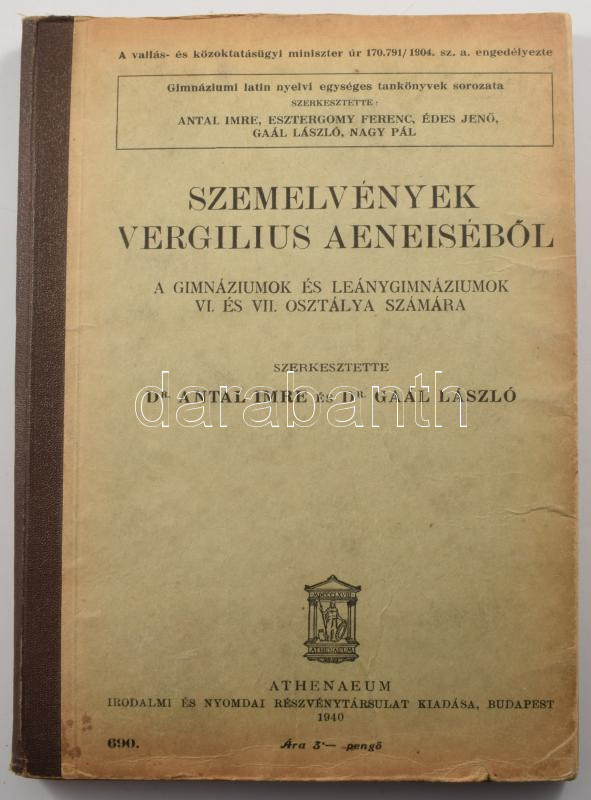 A vallás- és közoktatásügyi miniszter úr 170.791/1904. sz. a. engedélyezte
Gimnáziumi latin nyelvi egységes tankönyvek sorozata
SZERKESZTETTE:
ANTAL IMRE, ESZTERGOMY FERENC, ÉDES JENŐ,
GAÁL LÁSZLÓ, NAGY PÁL
SZEMELVÉNYEK
VERGILIUS AENEISÉBŐL
A GIMNÁZIUMOK ÉS LEÁNYGIMNÁZIUMOK
VI. ÉS VII. OSZTÁLYA SZÁMÁRA
SZERKESZTETTE
DR. ANTAL IMRE ÉS DR. GAÁL LÁSZLÓ
darabanth
MDCCCLXVIII
ATHENAEUM
ATHENAEUM
IRODALMI ÉS NYOMDAI RÉSZVÉNYTÁRSULAT KIADÁSA, BUDAPEST
1940
690.
Ára 3·— pengő